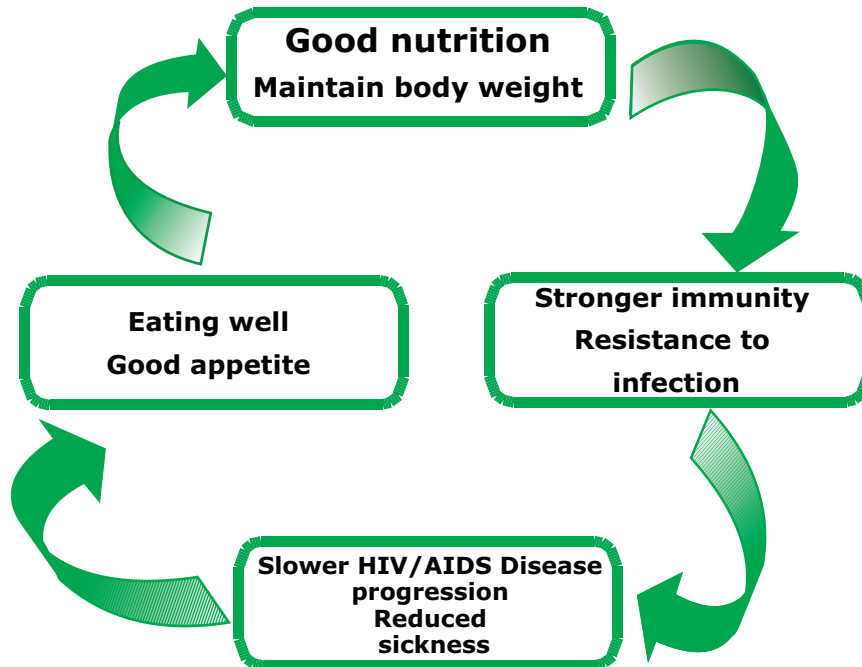 Good nutrition
Maintain body weight
Stronger immunity
Resistance to
infection
Slower HIV/AIDS Disease
progression
Reduced
sickness
Eating well
Good appetite